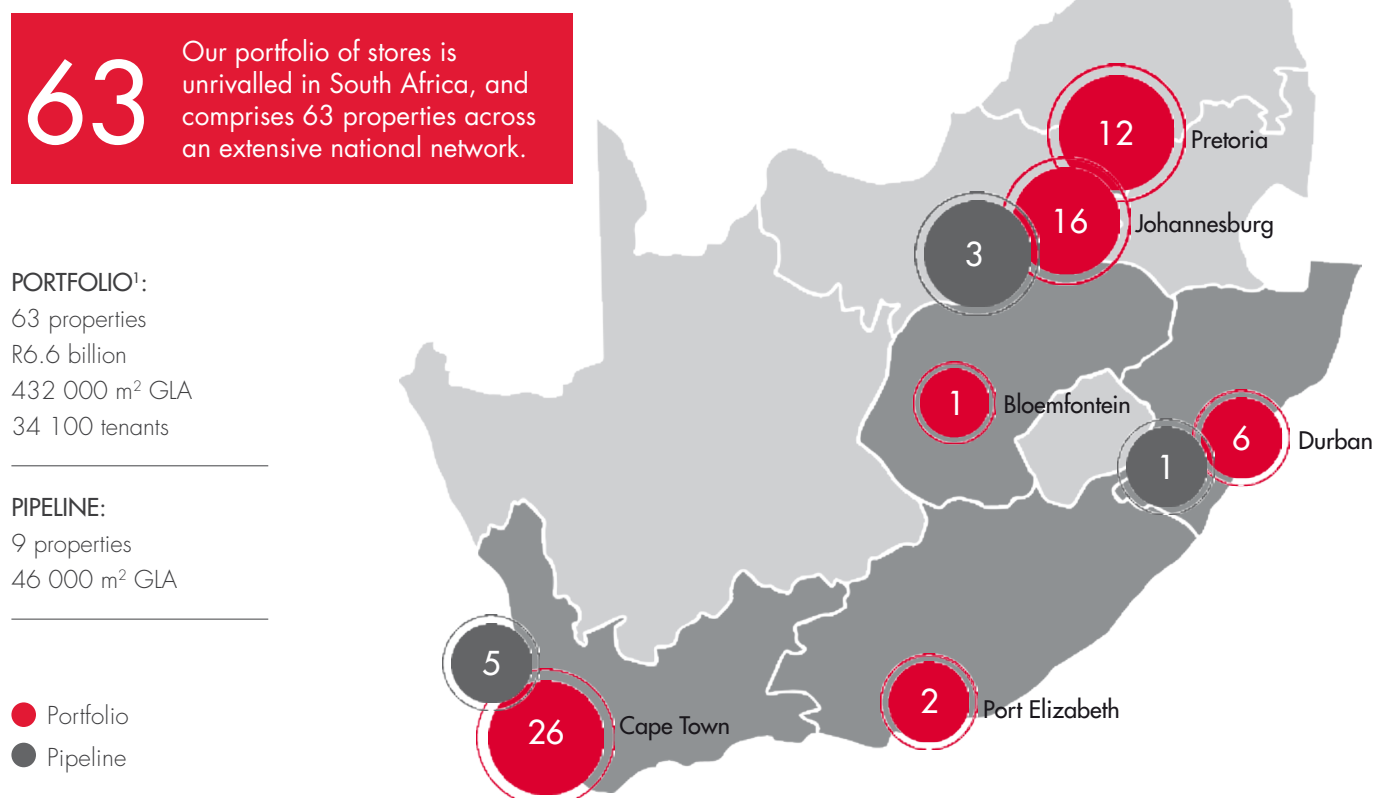 63
Our portfolio of stores is
unrivalled in South Africa, and
comprises 63 properties across
an extensive national network.
PORTFOLIO¹:
63 properties
R6.6 billion
432 000 m² GLA
34 100 tenants
PIPELINE:
9 properties
46 000 m² GLA
Portfolio
Pipeline
12
Pretoria
16
Johannesburg
3
1
Bloemfontein
6
Durban
1
5
26
Cape Town
2
Port Elizabeth